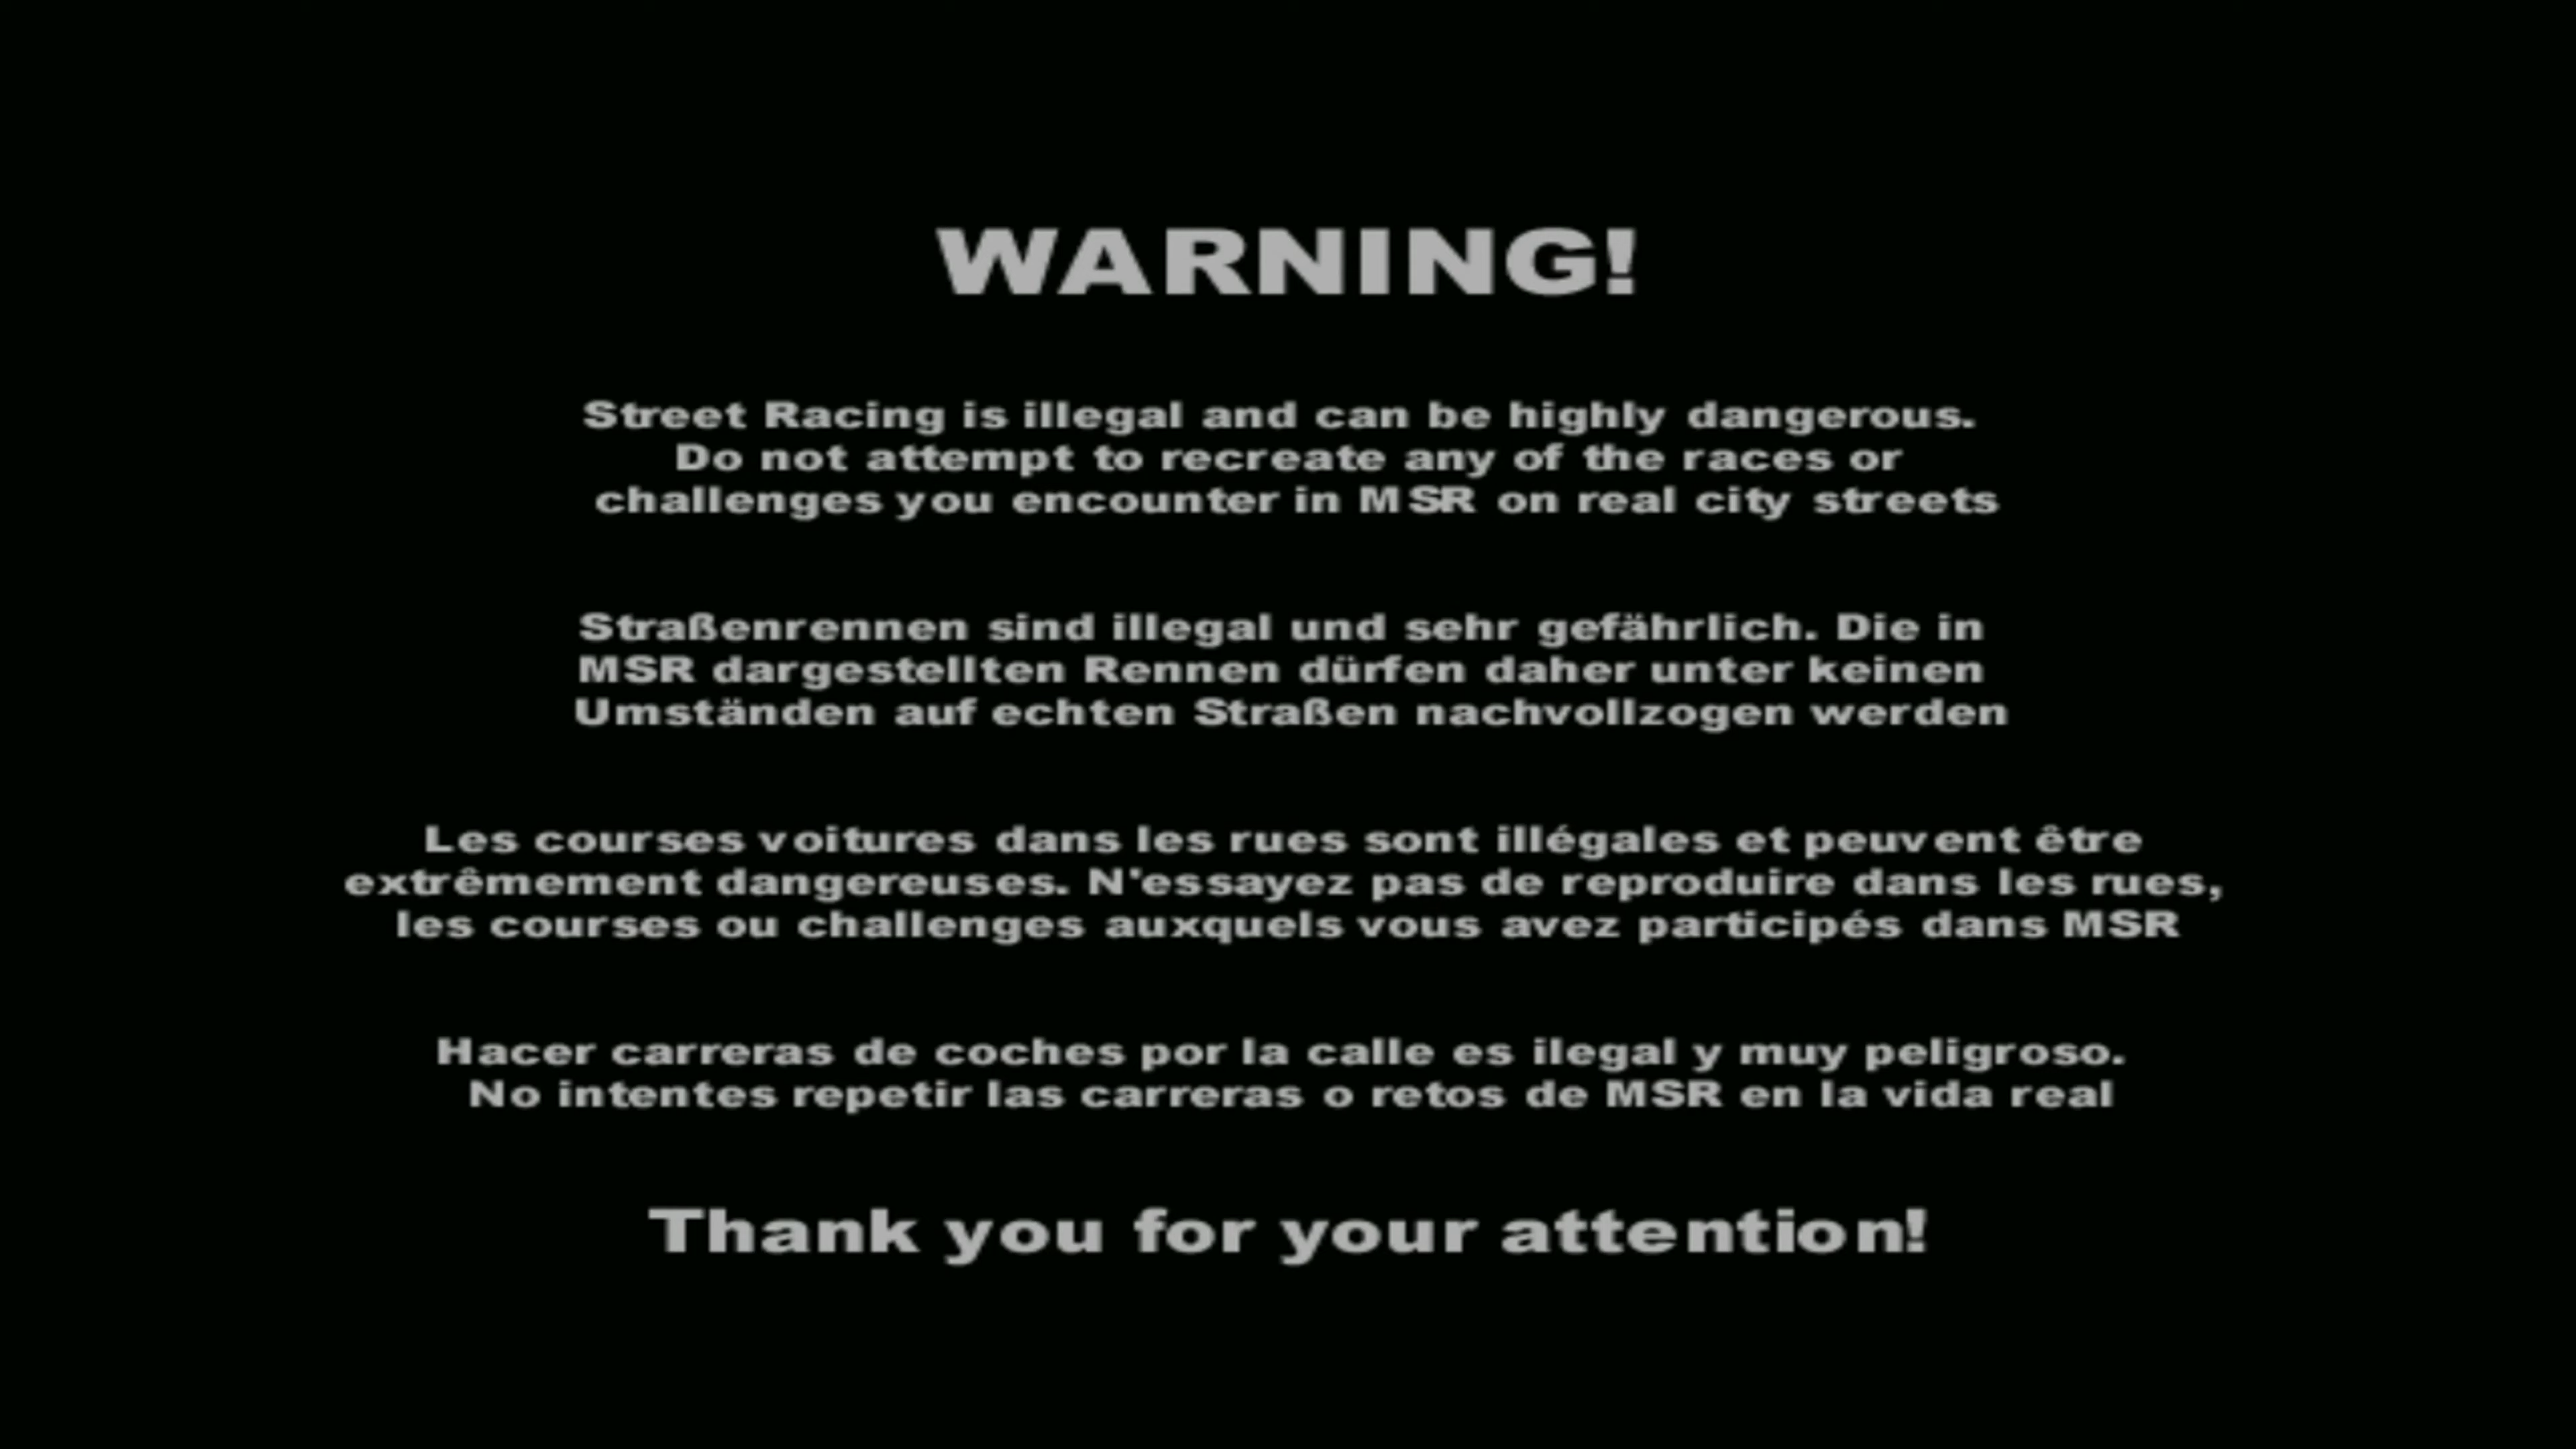 WARNING!
Street Racing is illegal and can be highly dangerous.
Do not attempt to recreate any of the races or
challenges you encounter in MSR on real city streets
Straßenrennen sind illegal und sehr gefährlich. Die in
MSR dargestellten Rennen dürfen daher unter keinen
Umständen auf echten Straßen nachvollzogen werden
Les courses voitures dans les rues sont illégales et peuvent être
extrêmement dangereuses. N'essayez pas de reproduire dans les rues,
les courses ou challenges auxquels vous avez participés dans MSR
Hacer carreras de coches por la calle es ilegal y muy peligroso.
No intentes repetir las carreras o retos de MSR en la vida real
Thank you for your attention!